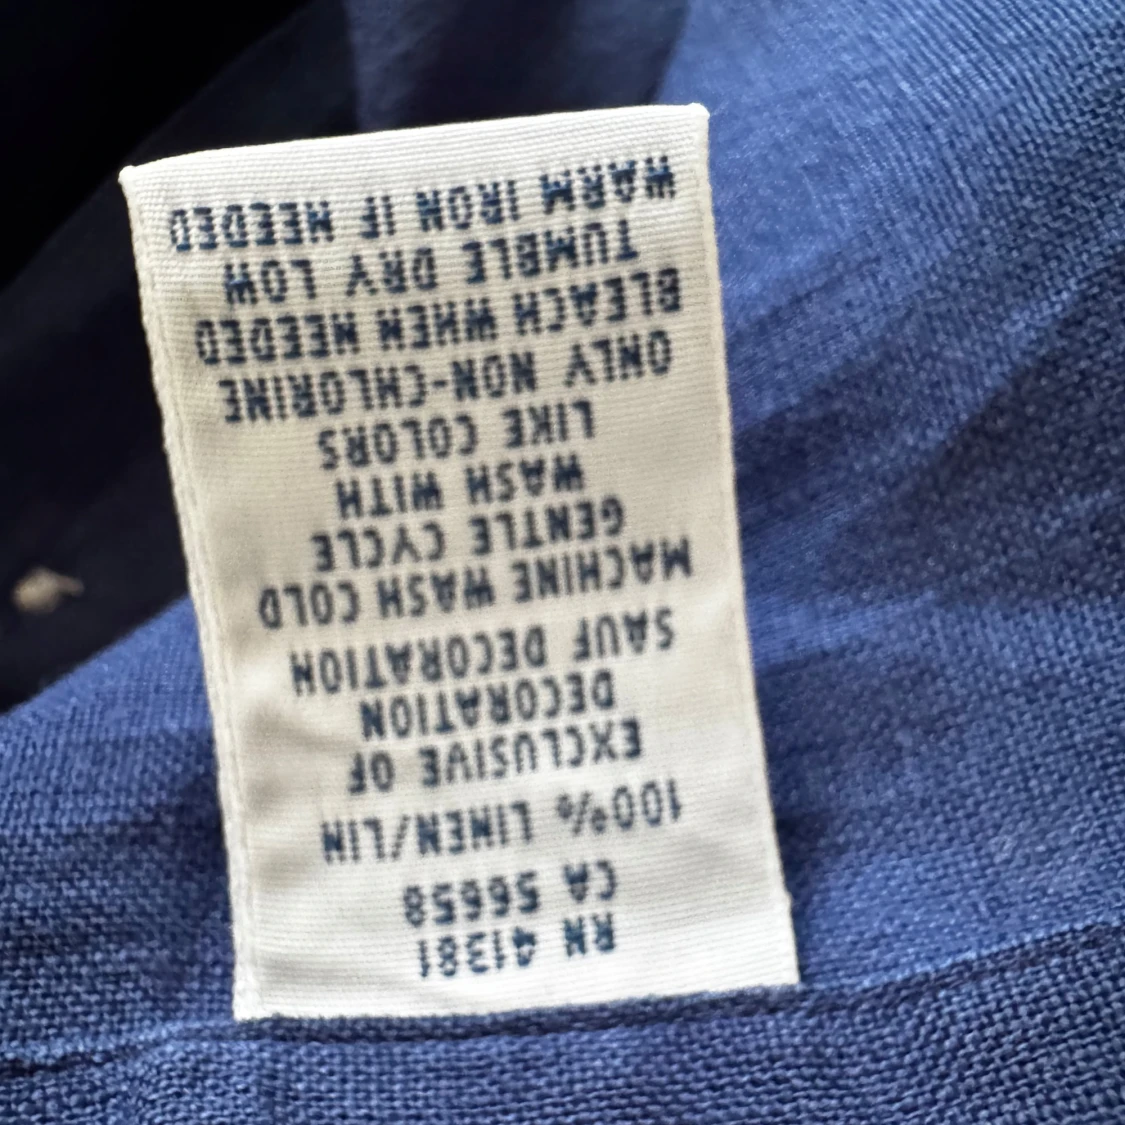 RN 41381
CA 56658
100% LINEN/LIN
EXCLUSIVE OF
DECORATION
SAUF DECORATION
MACHINE WASH COLD
GENTLE CYCLE
WASH WITH
LIKE COLORS
ONLY NON-CHLORINE
BLEACH WHEN NEEDED
TUMBLE DRY LOW
WARM IRON IF NEEDED